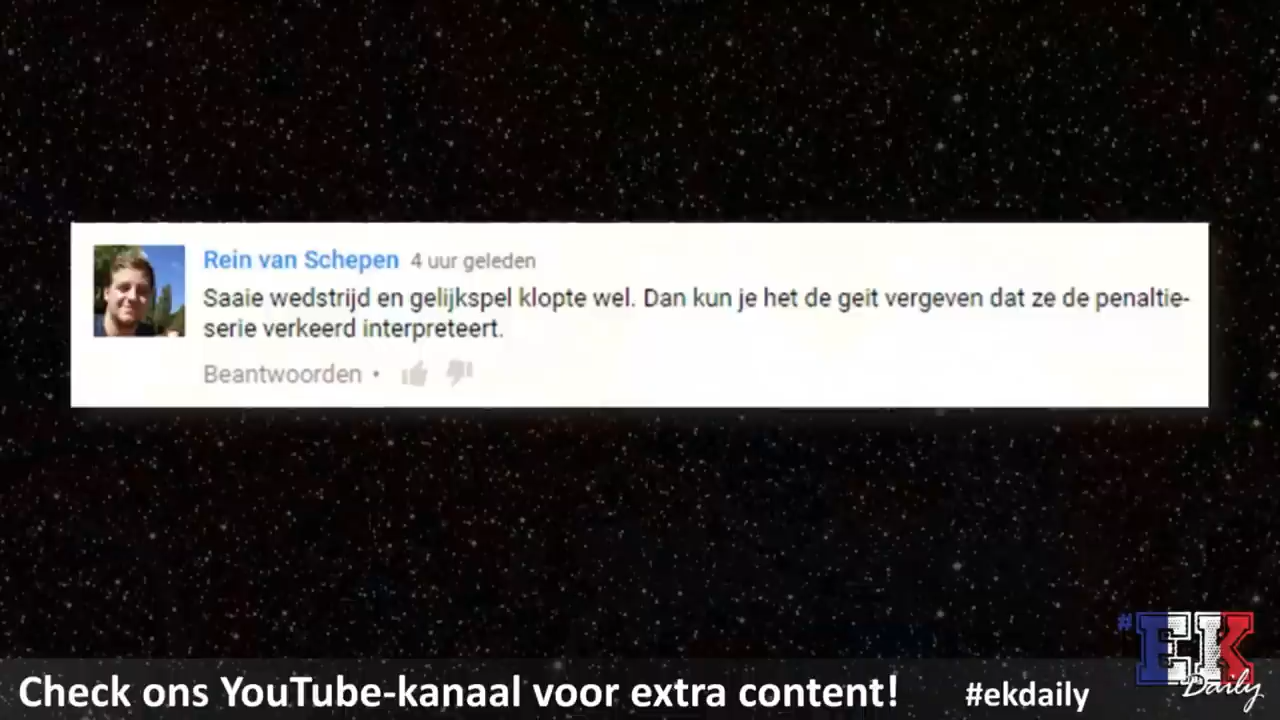 Rein van Schepen 4 uur geleden
Saaie wedstrijd en gelijkspel klopte wel. Dan kun je het de geit vergeven dat ze de penaltie-
serie verkeerd interpreteert.
Beantwoorden •
#EK
Daily
Check ons YouTube-kanaal voor extra content! #ekdaily